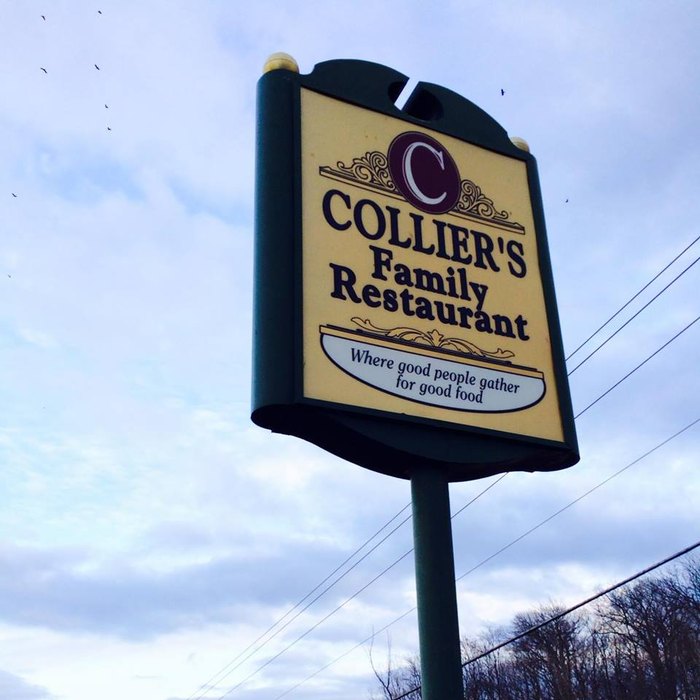 C
COLLIER'S
Family
Restaurant
Where good people gather
for good food